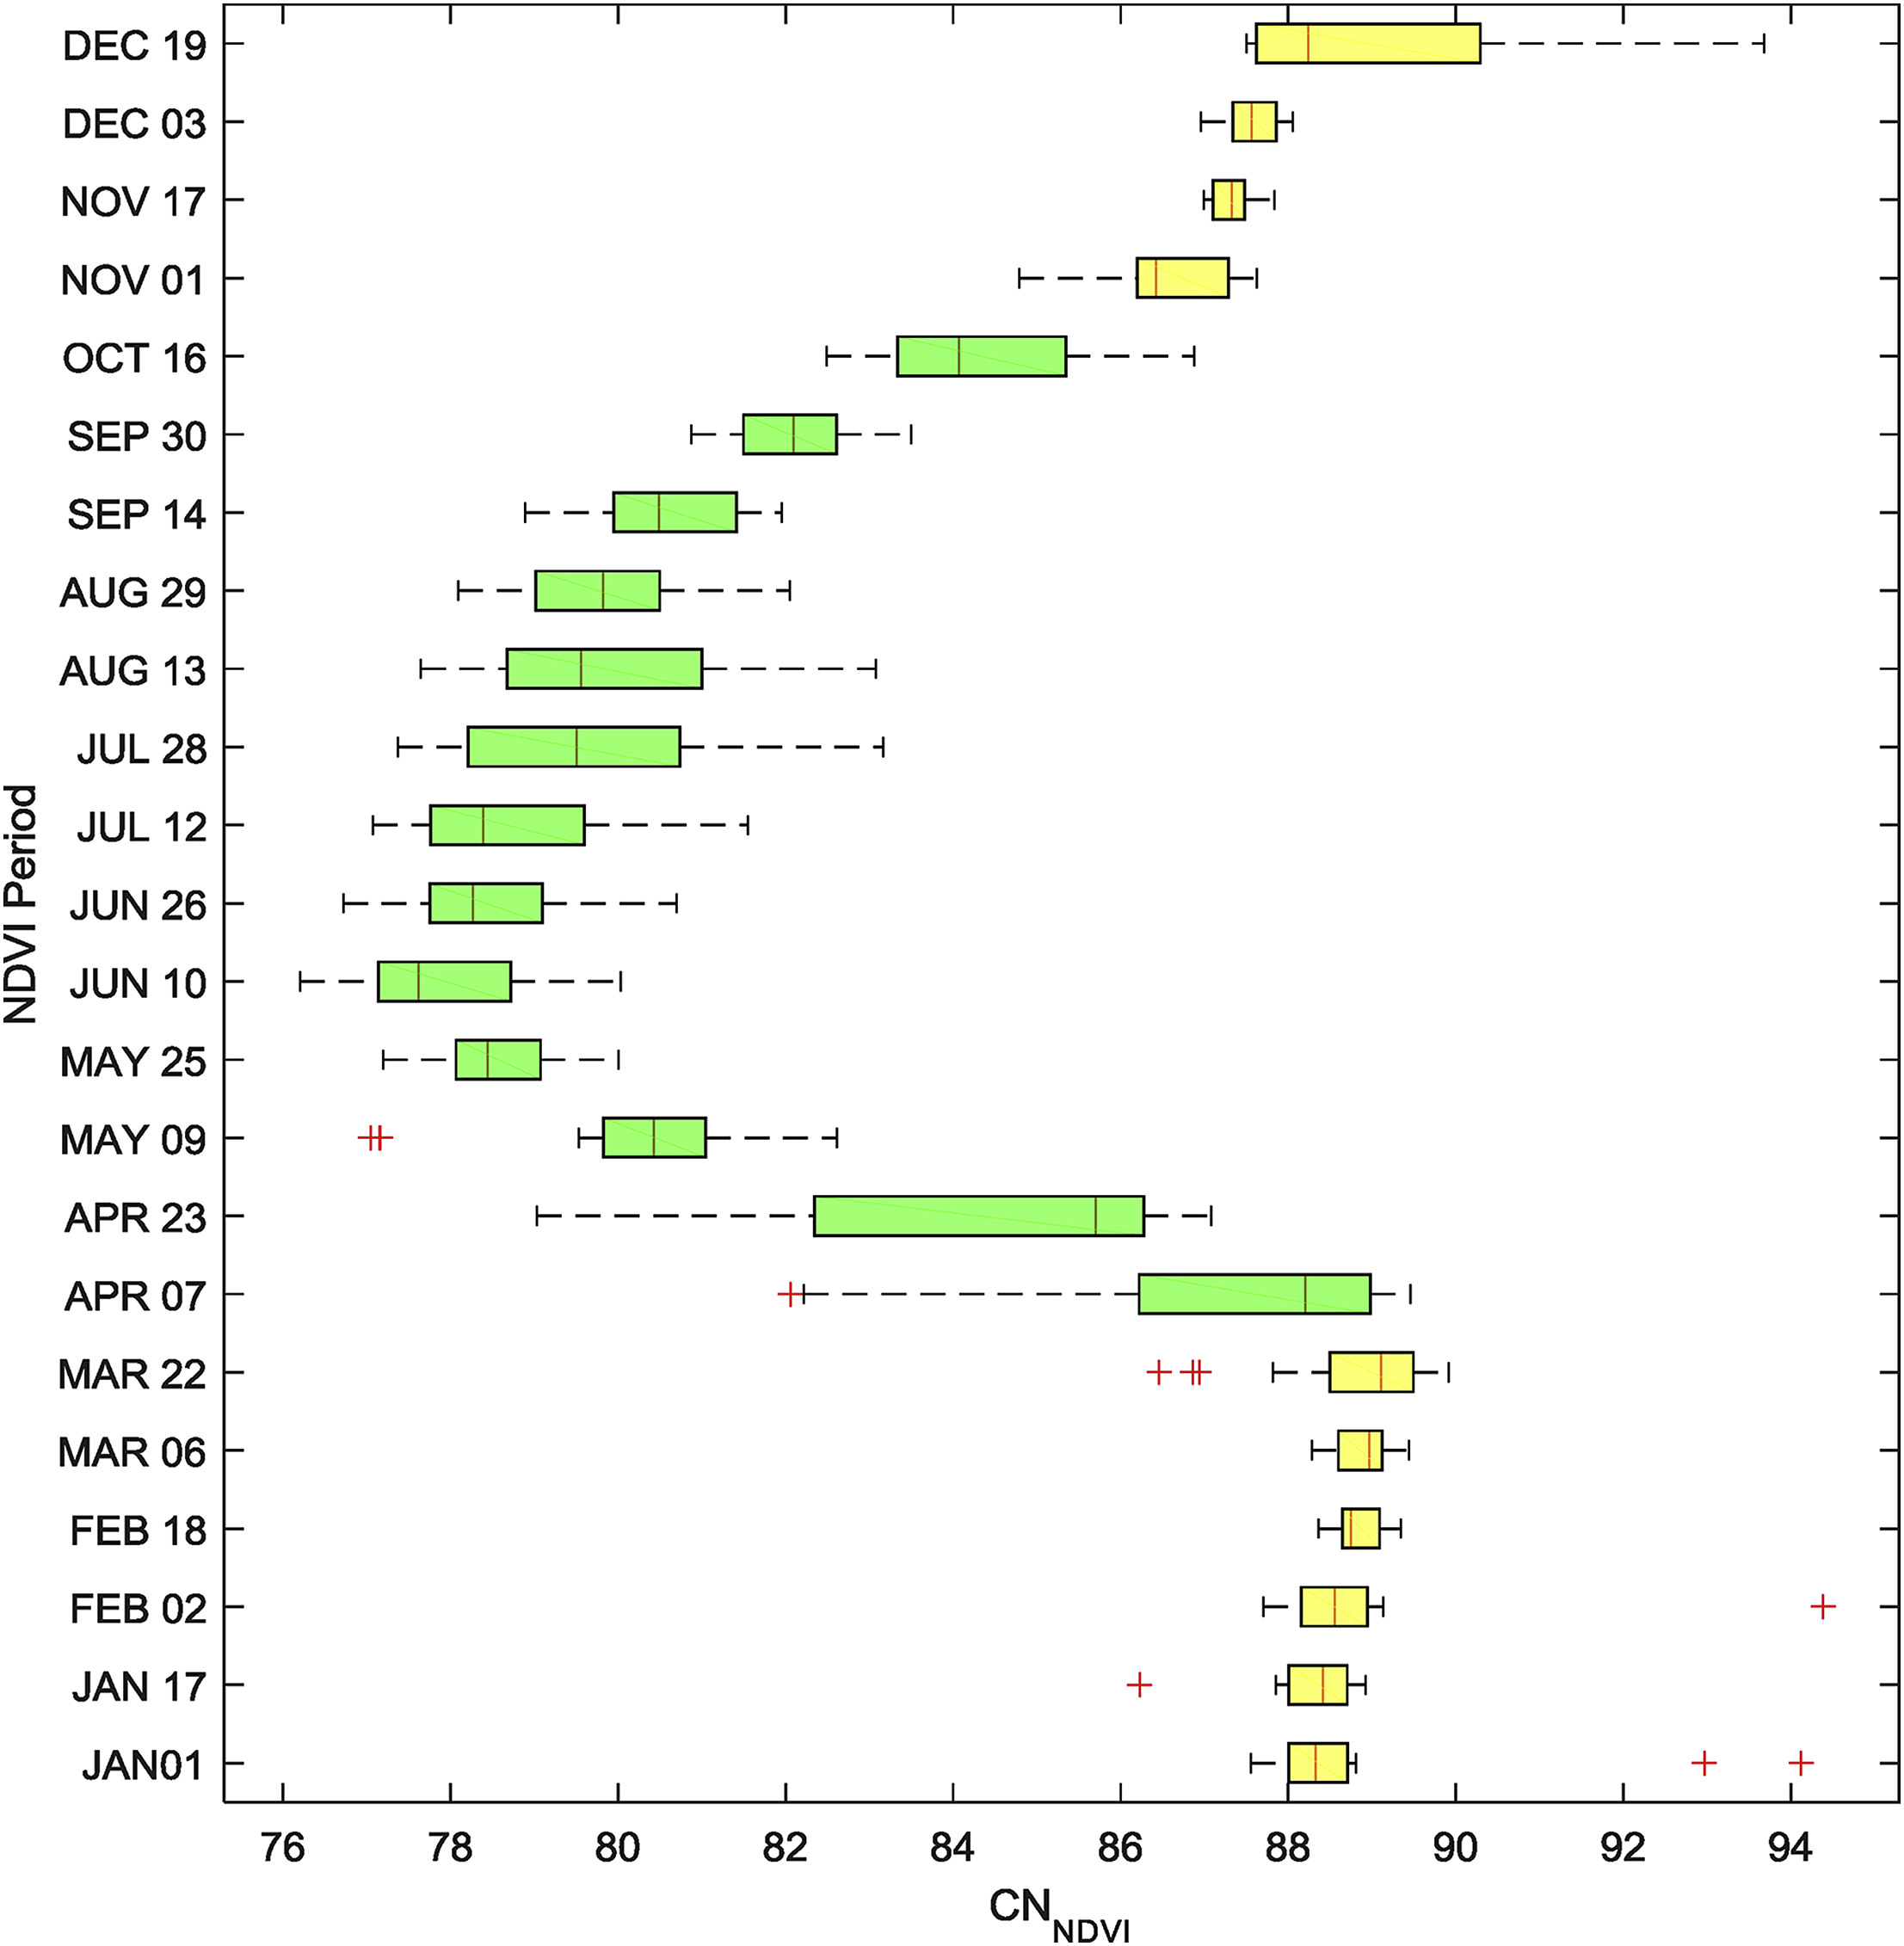 DEC 19
DEC 03
NOV 17
NOV 01
OCT 16
SEP 30
SEP 14
AUG 29
AUG 13
JUL 28
JUL 12
JUN 26
JUN 10
MAY 25
MAY 09
APR 23
APR 07
MAR 22
MAR 06
FEB 18
FEB 02
JAN 17
JAN01
NDVI Period
76 78 80 82 84 86 88 90 92 94
CN NDVI